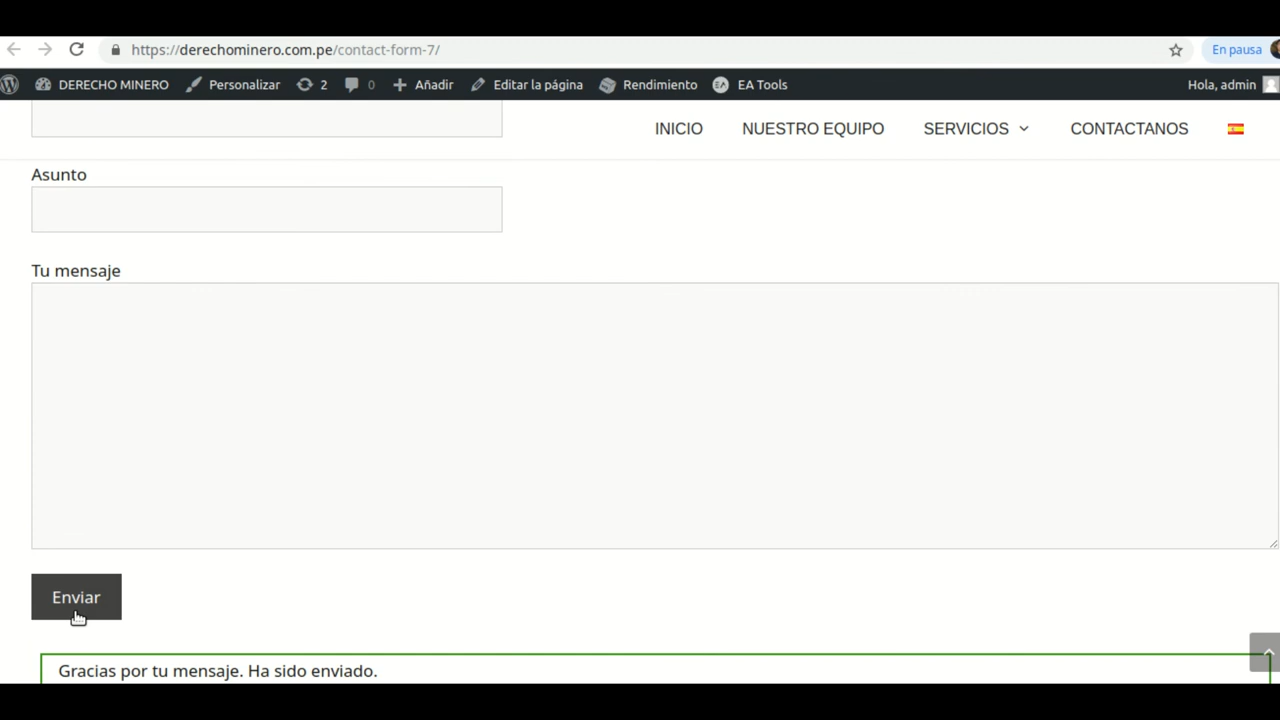 https://derechominero.com.pe/contact-form-7/ En pausa
DERECHO MINERO Personalizar 2 0 Añadir Editar la página Rendimiento EA EA Tools Hola, admin
INICIO NUESTRO EQUIPO SERVICIOS CONTACTANOS
Asunto
Tu mensaje
Enviar
Gracias por tu mensaje. Ha sido enviado.